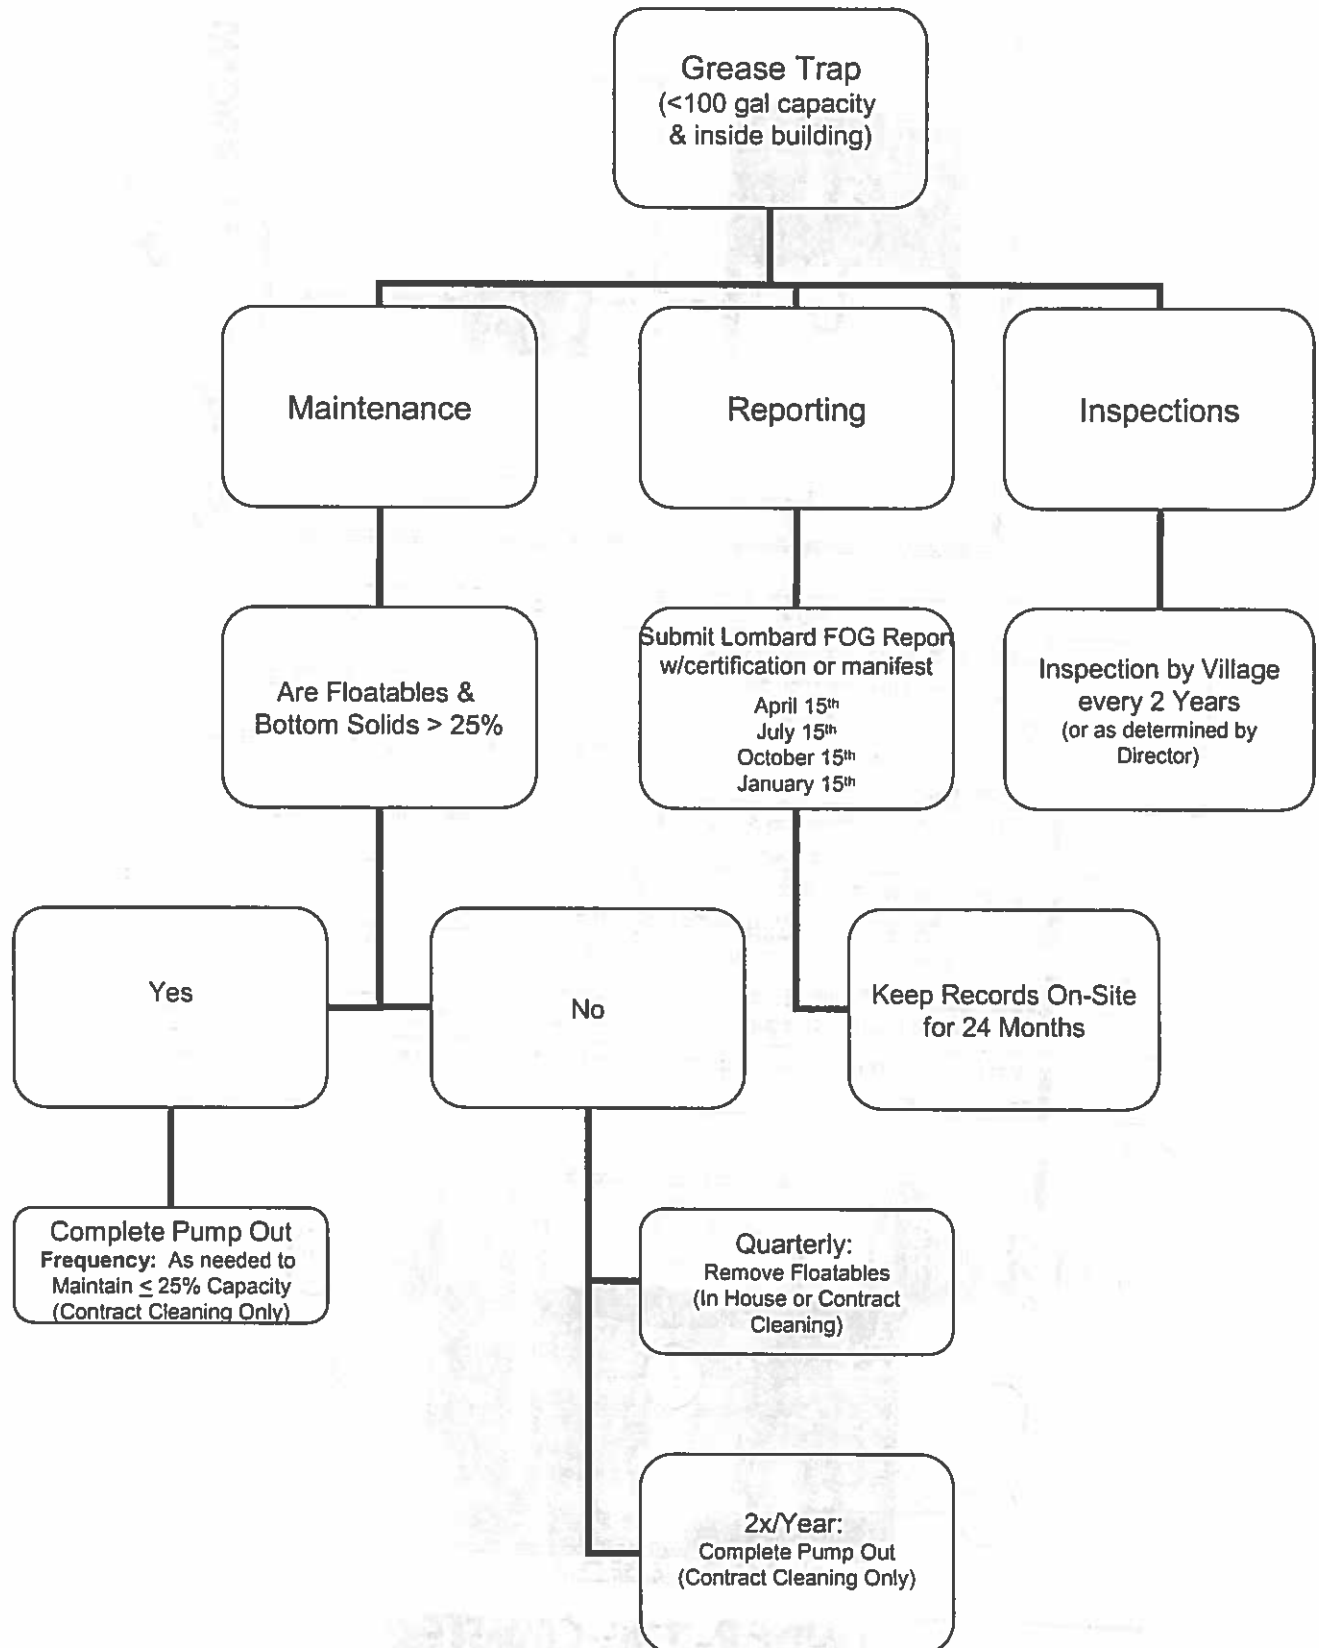 Grease Trap
(<100 gal capacity
& inside building)
Maintenance
Reporting
Inspections
Are Floatables &
Bottom Solids > 25%
Submit Lombard FOG Repor
w/certification or manifest
April 15th
July 15th
October 15th
January 15th
Inspection by Village
every 2 Years
(or as determined by
Director)
Yes
No
Keep Records On-Site
for 24 Months
Complete Pump Out
Frequency: As needed to
Maintain ≤ 25% Capacity
(Contract Cleaning Only)
Quarterly:
Remove Floatables
(In House or Contract
Cleaning)
2x/Year:
Complete Pump Out
(Contract Cleaning Only)